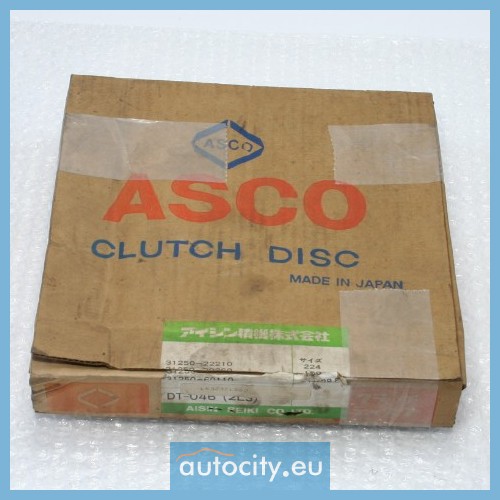 ASCO
ASCO
CLUTCH DISC
MADE IN JAPAN
アイシン精機株式会社
31250-22210
サイズ
224
DT-046 (ZL3)
AISIN SEIKI CO.LTD.
autocity.eu